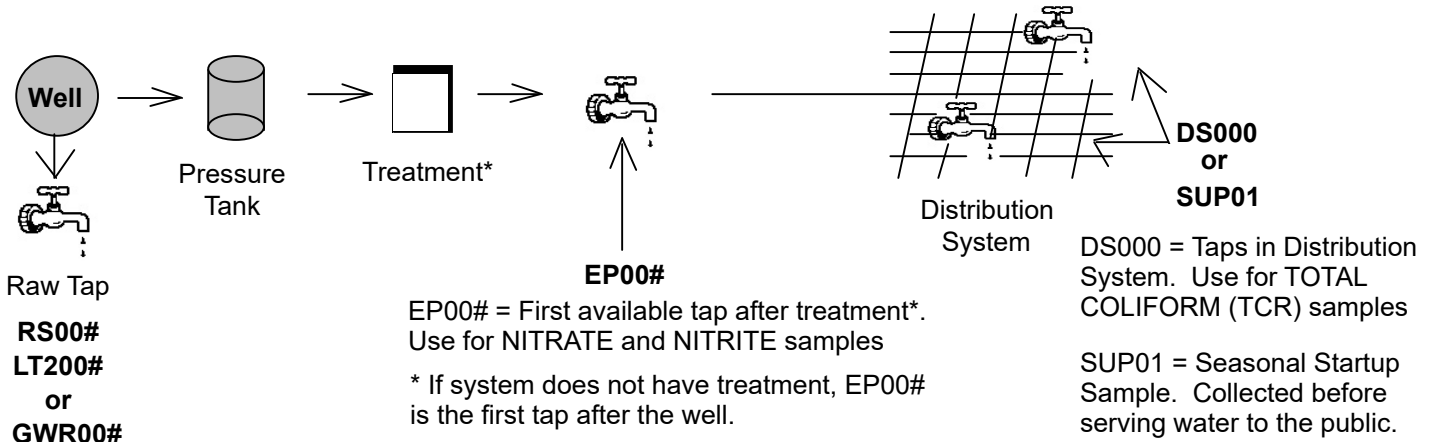 Well
Pressure
Tank
Treatment*
Raw Tap
RS00#
LT200#
or
GWR00#
EP00#
EP00# = First available tap after treatment*.
Use for NITRATE and NITRITE samples
* If system does not have treatment, EP00#
is the first tap after the well.
Distribution
System
DS000
or
SUP01
DS000 = Taps in Distribution
System. Use for TOTAL
COLIFORM (TCR) samples
SUP01 = Seasonal Startup
Sample. Collected before
serving water to the public.